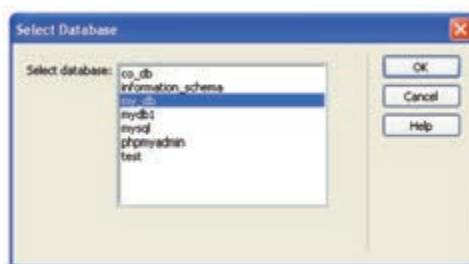 Select Database
Select database:
co_db
information_schema
my_db
mydb1
mysql
phpmyadmin
test
OK
Cancel
Help